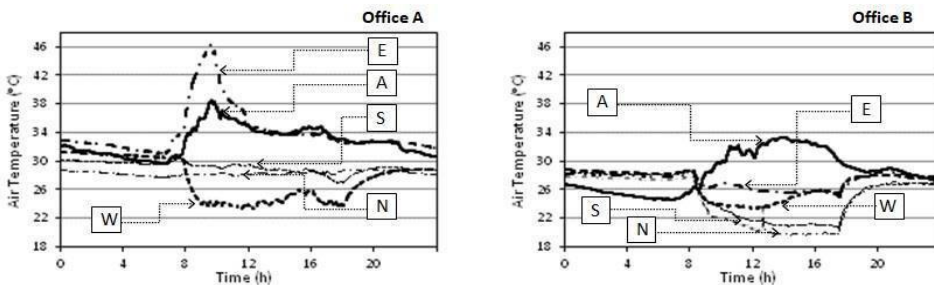 Office A
46
42
38
34
30
26
22
18
Air Temperature (°C)
E
A
S
N
W
0 4 8 12 16 20
Time (h)
Office B
46
42
38
34
30
26
22
18
Air Temperature (°C)
A
E
S
N
W
0 4 8 12 16 20
Time (h)